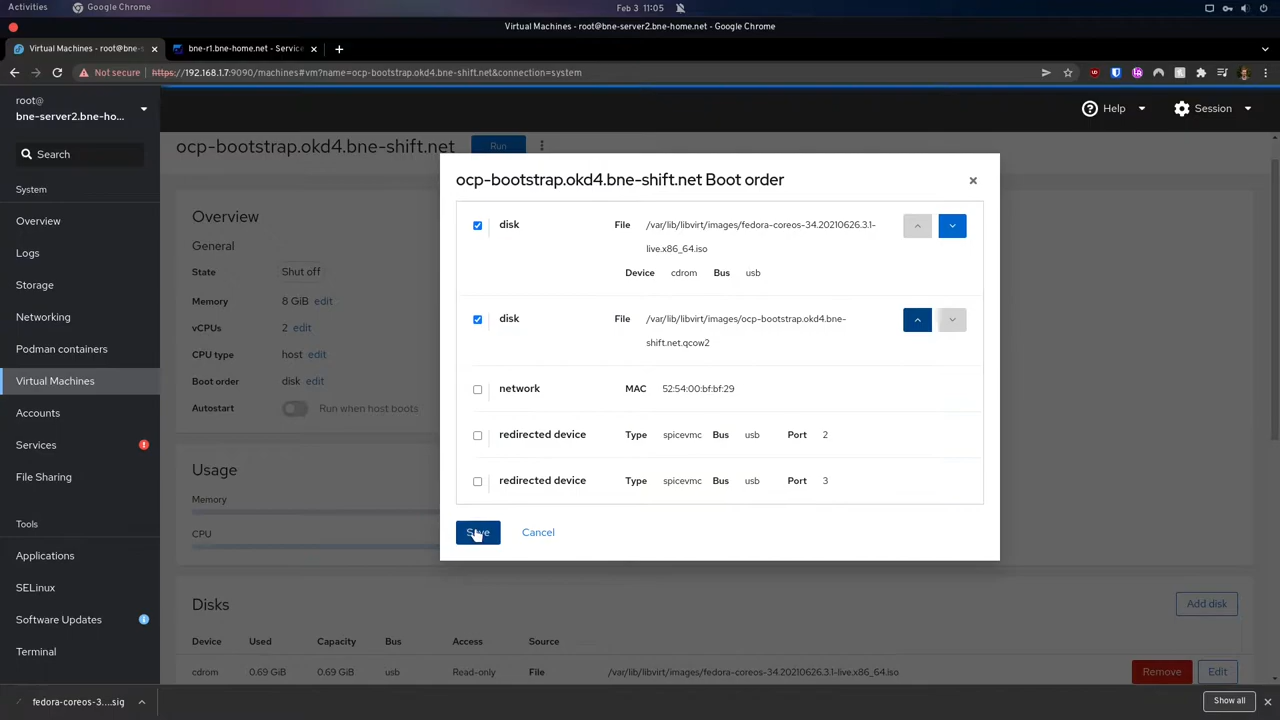 Activities
Google Chrome
Feb 3 11:05
Virtual Machines - root@bne-server2.bne-home.net - Google Chrome
Virtual Machines - root@bne-s
bne-r1.bne-home.net - Service
Not secure
https://192.168.1.7:9090/machines#vm?name=ocp-bootstrap.okd4.bne-shift.net&connection=system
root@
bne-server2.bne-ho...
Help
Session
Search
System
Overview
Logs
Storage
Networking
Podman containers
Virtual Machines
Accounts
Services
File Sharing
Tools
Applications
SELinux
Software Updates
Terminal
ocp-bootstrap.okd4.bne-shift.net
Run
Overview
General
State Shut off
Memory 8 GiB edit
vCPUs 2 edit
CPU type host edit
Boot order disk edit
Autostart Run when host boots
Usage
Memory
CPU
ocp-bootstrap.okd4.bne-shift.net Boot order
disk File /var/lib/libvirt/images/fedora-coreos-34.20210626.3.1-
live.x86_64.iso
Device cdrom Bus usb
disk File /var/lib/libvirt/images/ocp-bootstrap.okd4.bne-
shift.net.qcow2
network MAC 52:54:00:bf:bf:29
redirected device Type spicevmc Bus usb Port 2
redirected device Type spicevmc Bus usb Port 3
Save Cancel
Disks
Add disk
Device Used Capacity Bus Access Source
cdrom 0.69 GiB 0.69 GiB usb Read-only File /var/lib/libvirt/images/fedora-coreos-34.20210626.3.1-live.x86_64.iso Remove Edit
fedora-coreos-3....sig
Show all